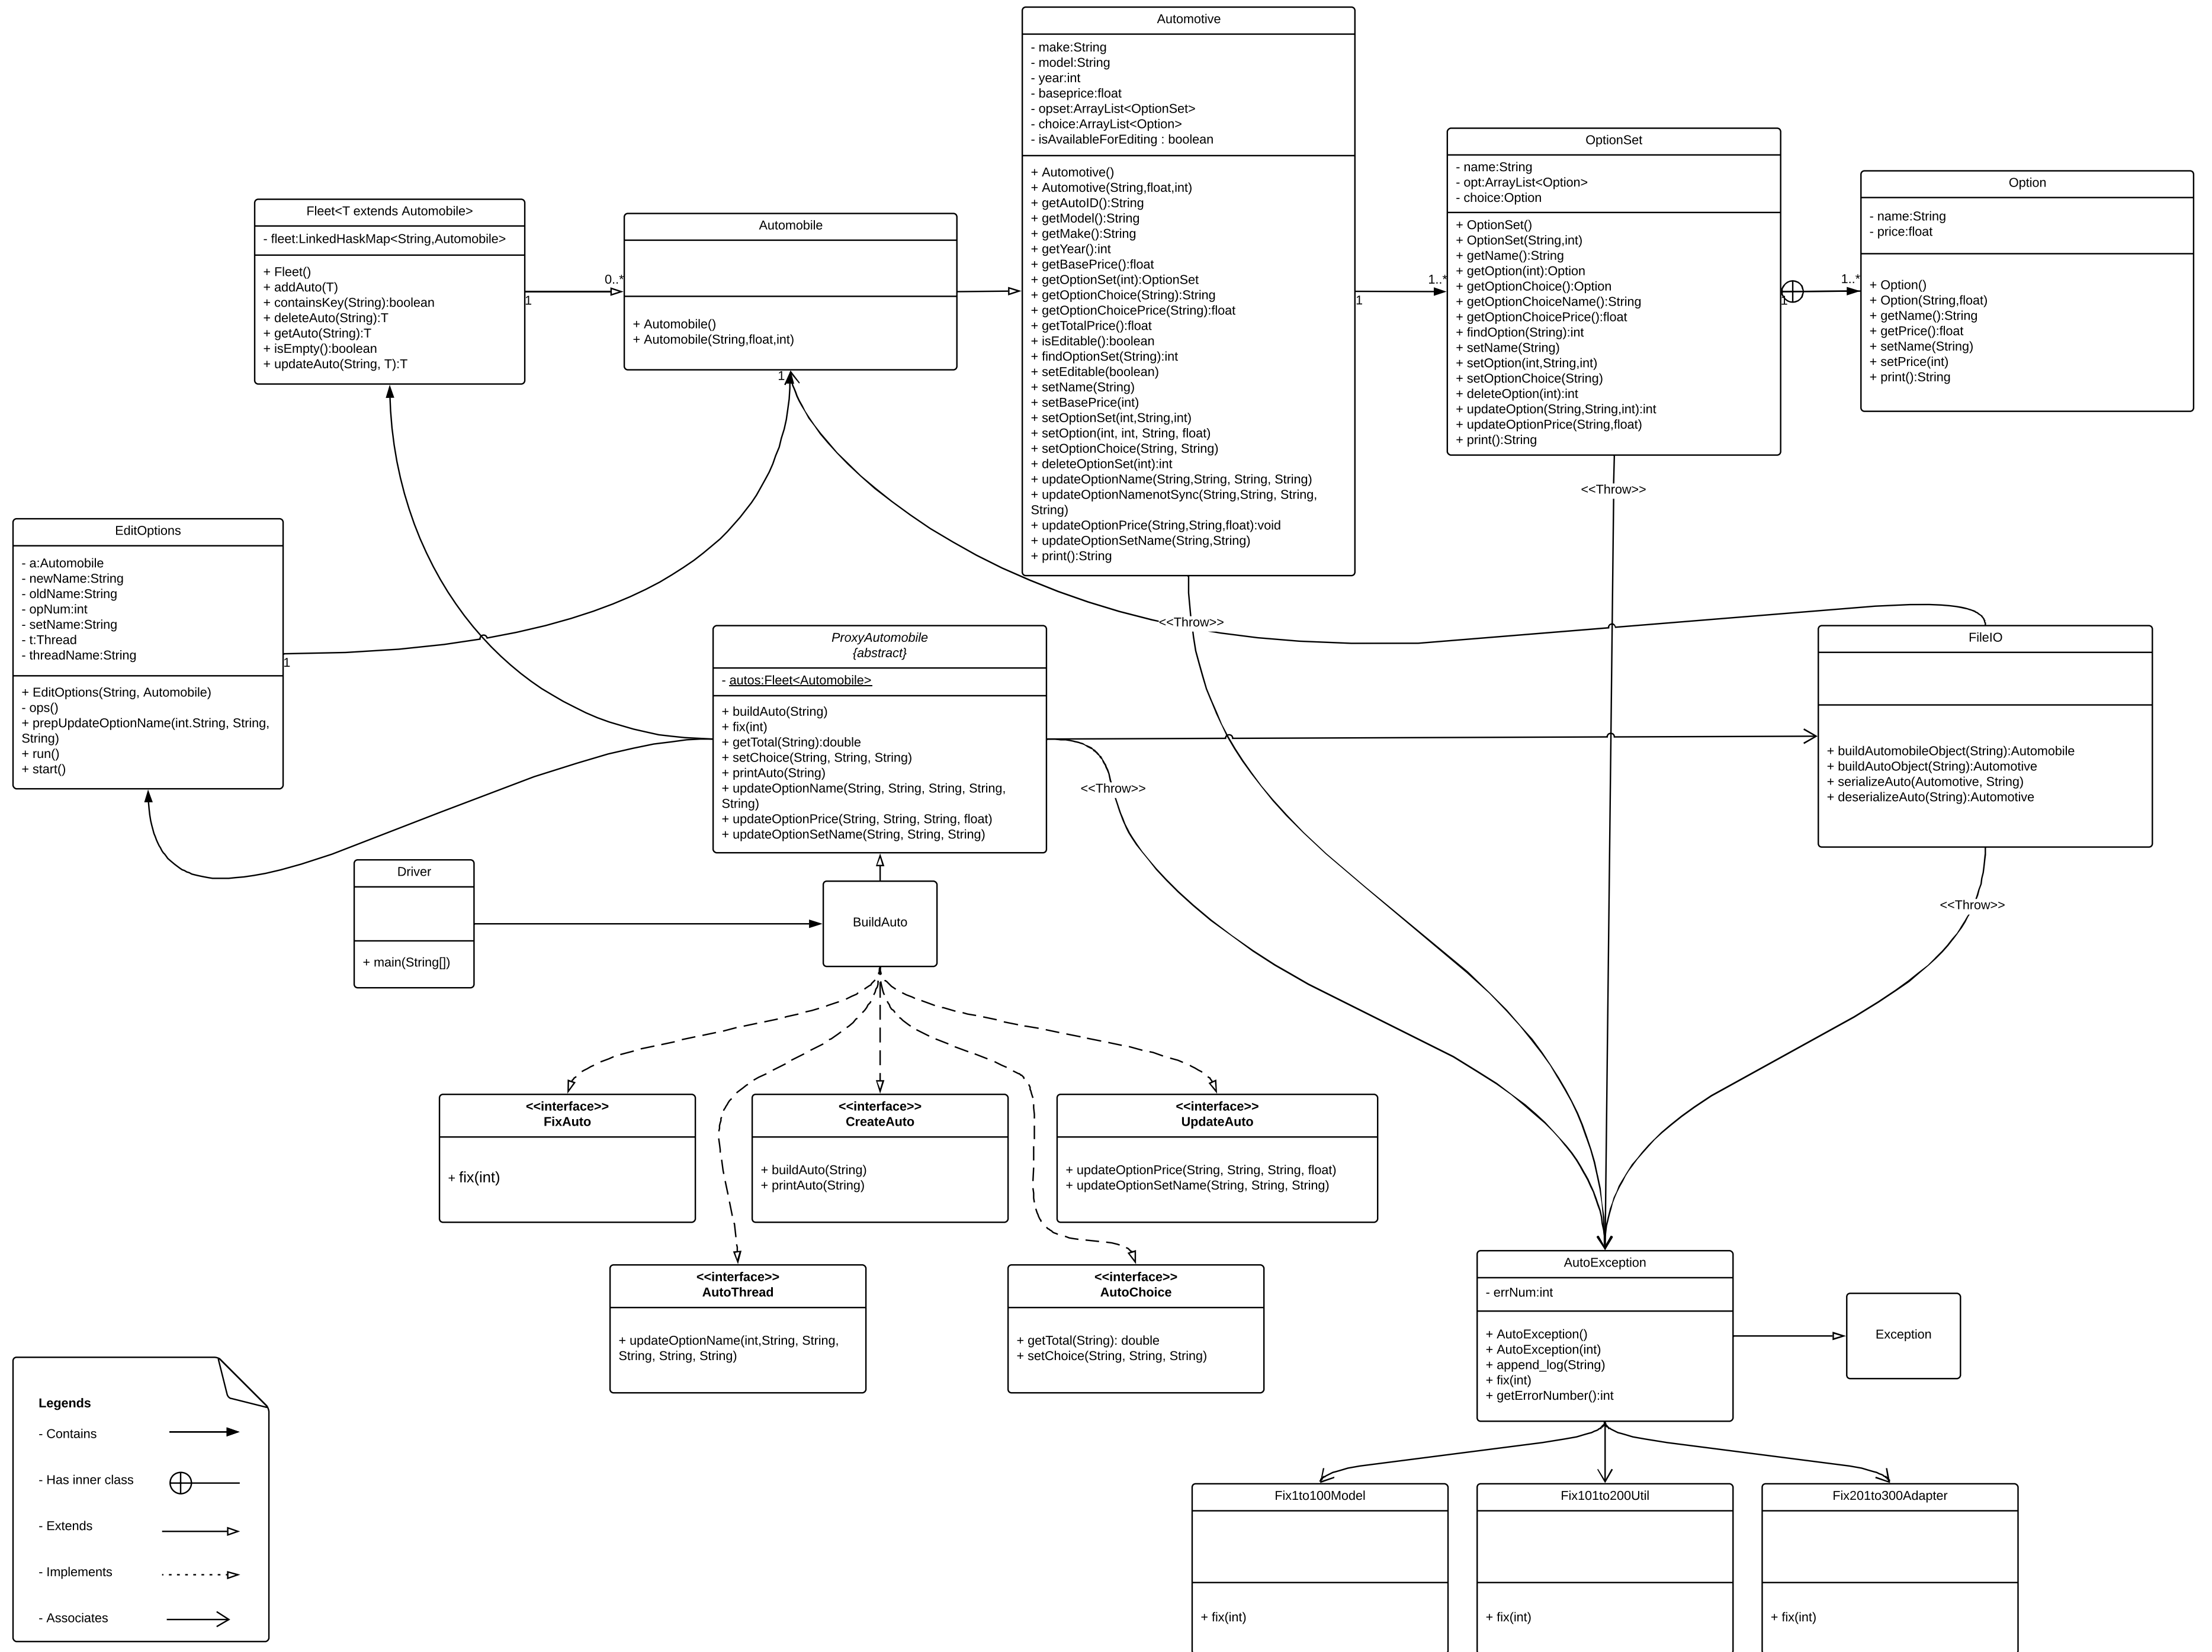 Automotive
- make:String
- model:String
- year:int
- baseprice:float
- opset:ArrayList<OptionSet>
- choice:ArrayList<Option>
- isAvailableForEditing : boolean
+ Automotive()
+ Automotive(String,float,int)
+ getAutoID():String
+ getModel():String
+ getMake():String
+ getYear():int
+ getBasePrice():float
+ getOptionSet(int):OptionSet
+ getOptionChoice(String):String
+ getOptionChoicePrice(String):float
+ getTotalPrice():float
+ isEditable():boolean
+ findOptionSet(String):int
+ setEditable(boolean)
+ setName(String)
+ setBasePrice(int)
+ setOptionSet(int,String,int)
+ setOption(int, int, String, float)
+ setOptionChoice(String, String)
+ deleteOptionSet(int):int
+ updateOptionName(String,String, String, String)
+ updateOptionNamenotSync(String,String, String,
String)
+ updateOptionPrice(String,String,float):void
+ updateOptionSetName(String,String)
+ print():String
OptionSet
- name:String
- opt:ArrayList<Option>
- choice:Option
+ OptionSet()
+ OptionSet(String,int)
+ getName():String
+ getOption(int):Option
+ getOptionChoice():Option
+ getOptionChoiceName():String
+ getOptionChoicePrice():float
+ findOption(String):int
+ setName(String)
+ setOption(int,String,int)
+ setOptionChoice(String)
+ deleteOption(int):int
+ updateOption(String,String,int):int
+ updateOptionPrice(String,float)
+ print():String
Option
- name:String
- price:float
+ Option()
+ Option(String,float)
+ getName():String
+ getPrice():float
+ setName(String)
+ setPrice(int)
+ print():String
Fleet<T extends Automobile>
- fleet:LinkedHaskMap<String,Automobile>
+ Fleet()
+ addAuto(T)
+ containsKey(String):boolean
+ deleteAuto(String):T
+ getAuto(String):T
+ isEmpty():boolean
+ updateAuto(String, T):T
Automobile
+ Automobile()
+ Automobile(String,float,int)
0..*
1
1..*
1
1..*
1
1
<<Throw>>
EditOptions
- a:Automobile
- newName:String
- oldName:String
- opNum:int
- setName:String
- t:Thread
- threadName:String
+ EditOptions(String, Automobile)
- ops()
+ prepUpdateOptionName(int.String, String,
String)
+ run()
+ start()
1
ProxyAutomobile
{abstract}
- autos:Fleet<Automobile>
+ buildAuto(String)
+ fix(int)
+ getTotal(String):double
+ setChoice(String, String, String)
+ printAuto(String)
+ updateOptionName(String, String, String, String,
String)
+ updateOptionPrice(String, String, String, float)
+ updateOptionSetName(String, String, String)
<<Throw>>
<<Throw>>
FileIO
+ buildAutomobileObject(String):Automobile
+ buildAutoObject(String):Automotive
+ serializeAuto(Automotive, String)
+ deserializeAuto(String):Automotive
<<Throw>>
Driver
+ main(String[])
BuildAuto
<<interface>>
FixAuto
+ fix(int)
<<interface>>
CreateAuto
+ buildAuto(String)
+ printAuto(String)
<<interface>>
UpdateAuto
+ updateOptionPrice(String, String, String, float)
+ updateOptionSetName(String, String, String)
<<interface>>
AutoThread
+ updateOptionName(int,String, String,
String, String, String)
<<interface>>
AutoChoice
+ getTotal(String): double
+ setChoice(String, String, String)
AutoException
- errNum:int
+ AutoException()
+ AutoException(int)
+ append_log(String)
+ fix(int)
+ getErrorNumber():int
Exception
Legends
- Contains
- Has inner class
- Extends
- Implements
- Associates
Fix1to100Model
+ fix(int)
Fix101to200Util
+ fix(int)
Fix201to300Adapter
+ fix(int)